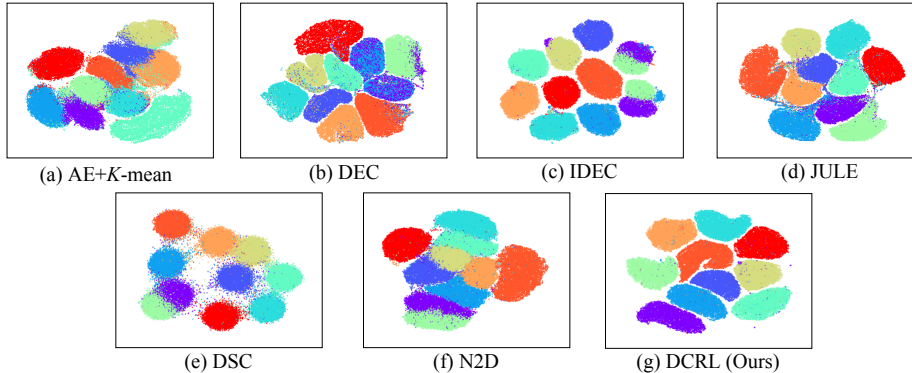 (a) AE+K-mean
(b) DEC
(c) IDEC
(d) JULE
(e) DSC
(f) N2D
(g) DCRL (Ours)